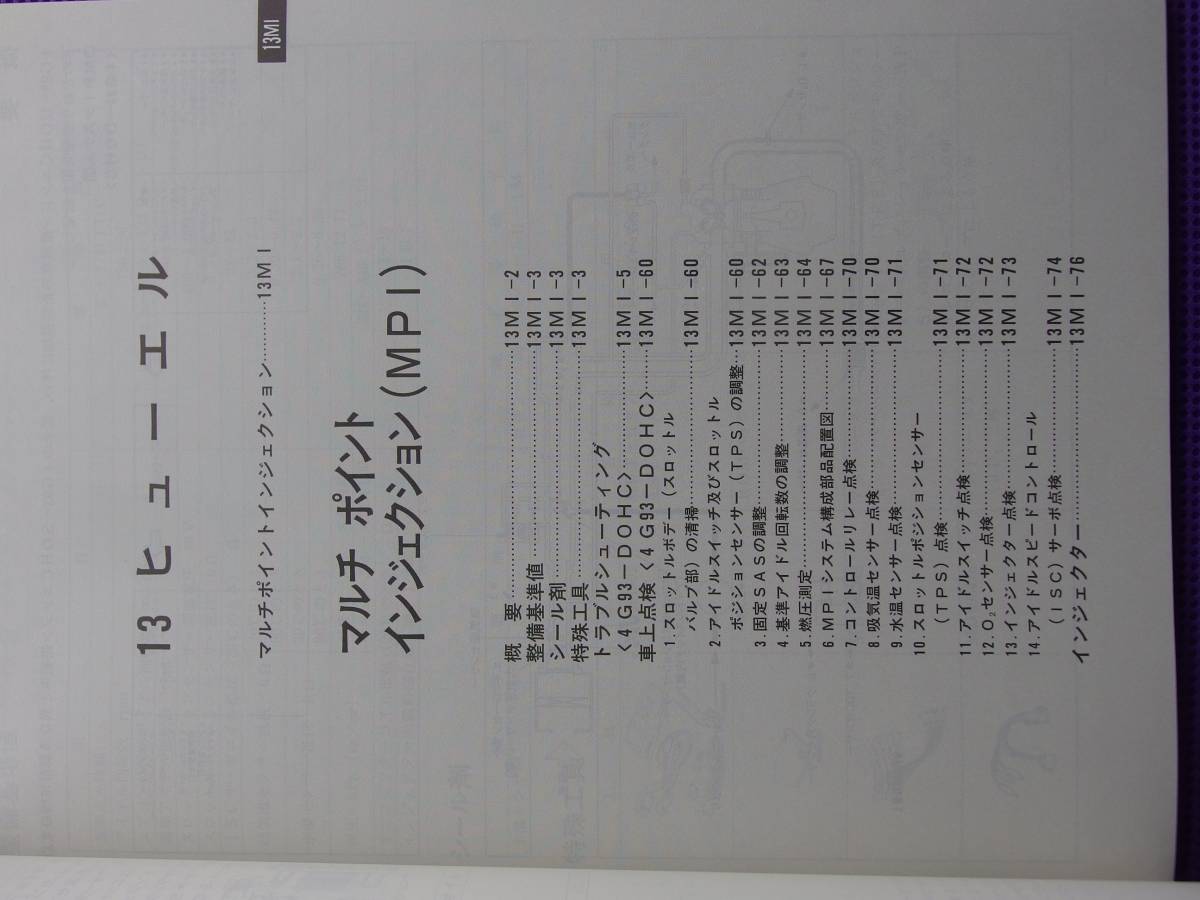 13MI
13 ヒューエル
マルチポイントインジェクション…………13MI
マルチ ポイント
インジェクション(MPI)
概　要……………………………13MI-2
整備基準値………………………13MI-3
シール剤…………………………13MI-3
特殊工具…………………………13MI-3
トラブルシューティング
〈4G93-DOHC〉……………13MI-5
車上点検〈4G93-DOHC〉……13MI-60
1.スロットルボデー(スロットル
バルブ部)の清掃………………13MI-60
2.アイドルスイッチ及びスロットル
ポジションセンサー(TPS)の調整…13MI-60
3.固定SASの調整………………13MI-62
4.基準アイドル回転数の調整……13MI-63
5.燃圧測定…………………………13MI-64
6.MPIシステム構成部品配置図…13MI-67
7.コントロールリレー点検………13MI-70
8.吸気温センサー点検……………13MI-70
9.水温センサー点検………………13MI-71
10.スロットルポジションセンサー
(TPS)点検……………………13MI-71
11.アイドルスイッチ点検…………13MI-72
12.O₂センサー点検………………13MI-72
13.インジェクター点検……………13MI-73
14.アイドルスピードコントロール
(ISC)サーボ点検……………13MI-74
インジェクター……………………13MI-76